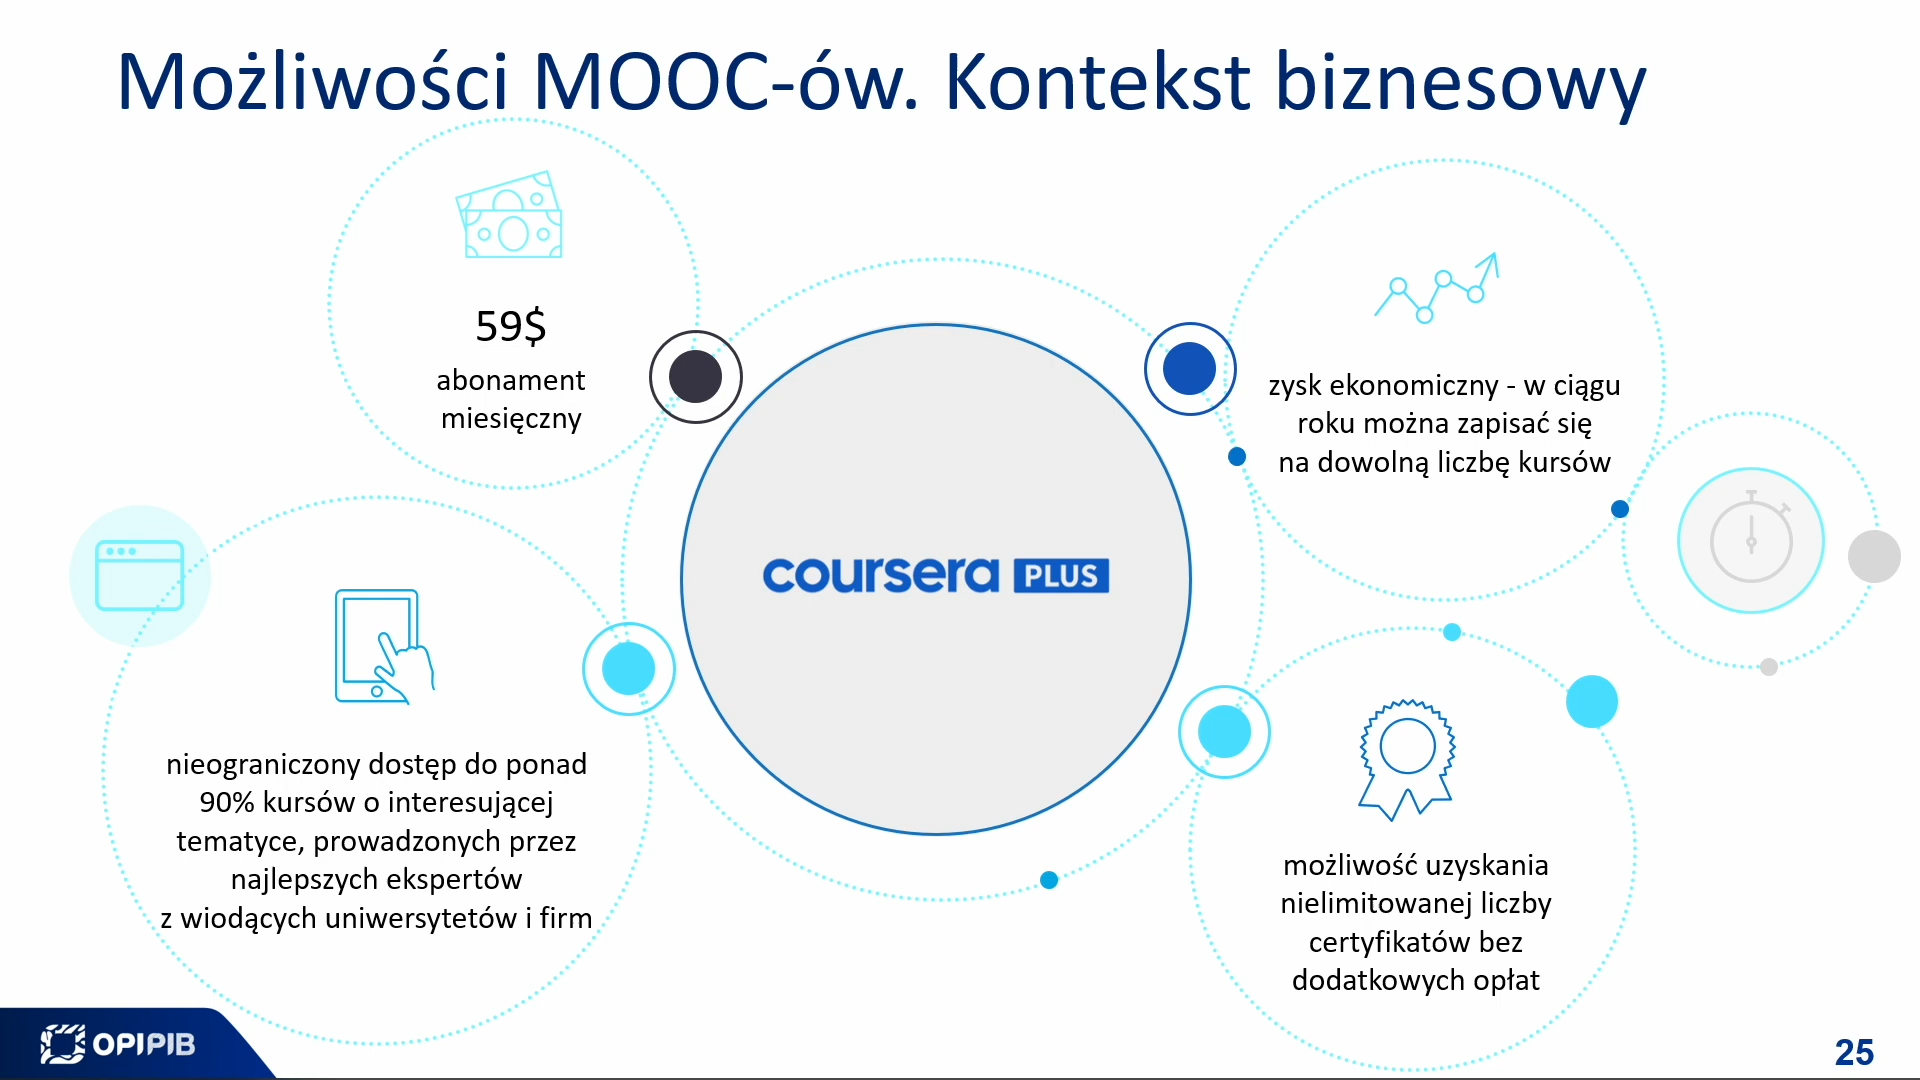 Możliwości MOOC-ów. Kontekst biznesowy
59$
abonament
miesięczny
zysk ekonomiczny - w ciągu
roku można zapisać się
na dowolną liczbę kursów
coursera PLUS
nieograniczony dostęp do ponad
90% kursów o interesującej
tematyce, prowadzonych przez
najlepszych ekspertów
z wiodących uniwersytetów i firm
możliwość uzyskania
nielimitowanej liczby
certyfikatów bez
dodatkowych opłat
OPI PIB
25